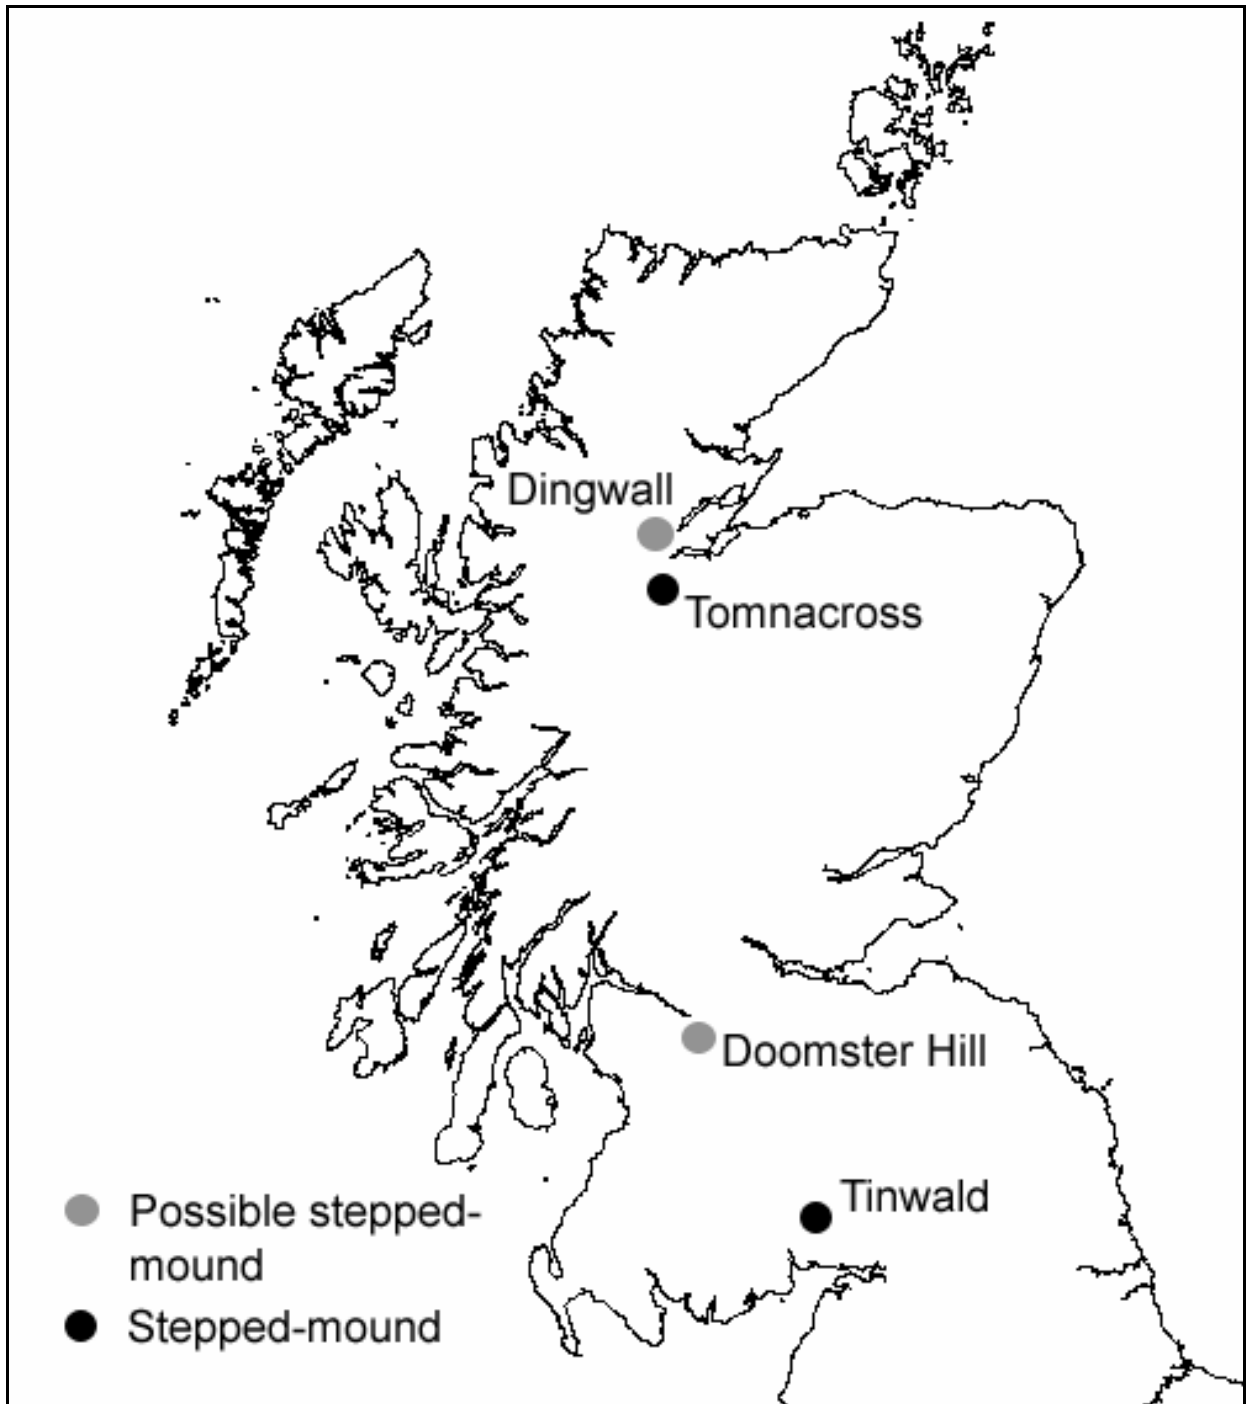 Dingwall
Tomnacross
Doomster Hill
Tinwald
Possible stepped-
mound
Stepped-mound